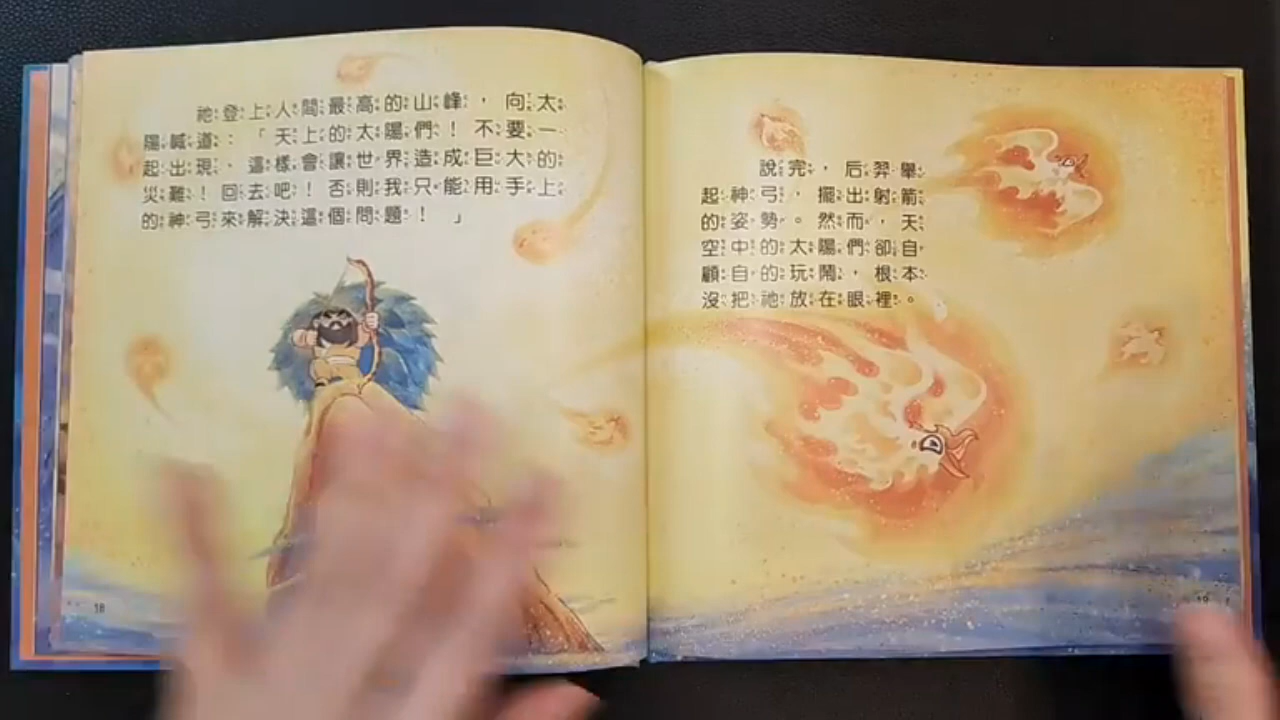 祂登上人間最高的山峰，向太
陽喊道：「天上的太陽們！不要一
起出現，這樣會讓世界造成巨大的
災難！回去吧！否則我只能用手上
的神弓來解決這個問題！」
說完，后羿舉
起神弓，擺出射箭
的姿勢。然而，天
空中的太陽們卻自
顧自的玩鬧，根本
沒把祂放在眼裡。
18